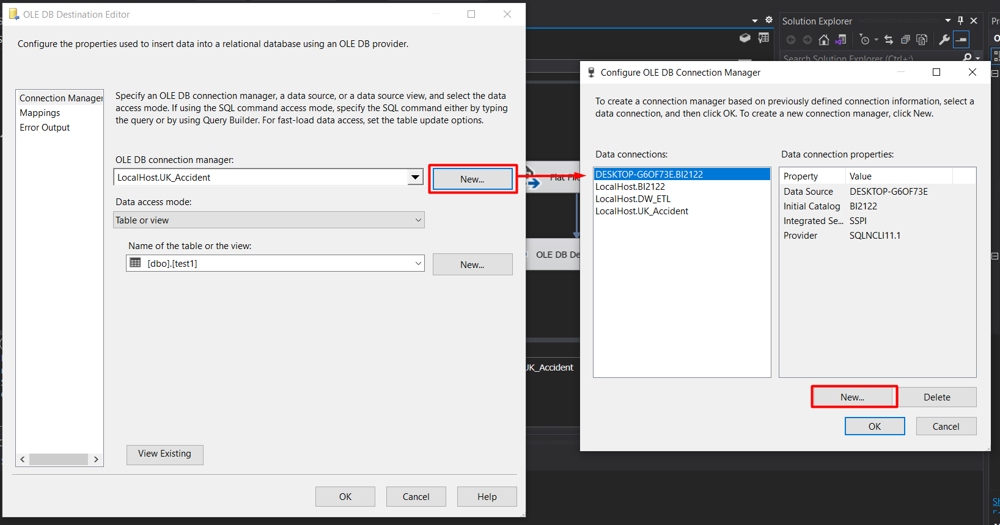 OLE DB Destination Editor
Configure the properties used to insert data into a relational database using an OLE DB provider.
Connection Manager
Mappings
Error Output
Specify an OLE DB connection manager, a data source, or a data source view, and select the data
access mode. If using the SQL command access mode, specify the SQL command either by typing
the query or by using Query Builder. For fast-load data access, set the table update options.
OLE DB connection manager:
LocalHost.UK_Accident
New...
Data access mode:
Table or view
Name of the table or the view:
[dbo].[test1]
New...
View Existing
OK
Cancel
Help
Flat File
OLE DB De
UK_Accident
Solution Explorer
Search Solution Explorer (Ctrl+;)
Configure OLE DB Connection Manager
To create a connection manager based on previously defined connection information, select a
data connection, and then click OK. To create a new connection manager, click New.
Data connections:
DESKTOP-G6OF73E.BI2122
LocalHost.BI2122
LocalHost.DW_ETL
LocalHost.UK_Accident
Data connection properties:
Property Value
Data Source DESKTOP-G6OF73E
Initial Catalog BI2122
Integrated Se... SSPI
Provider SQLNCLI11.1
New...
Delete
OK
Cancel